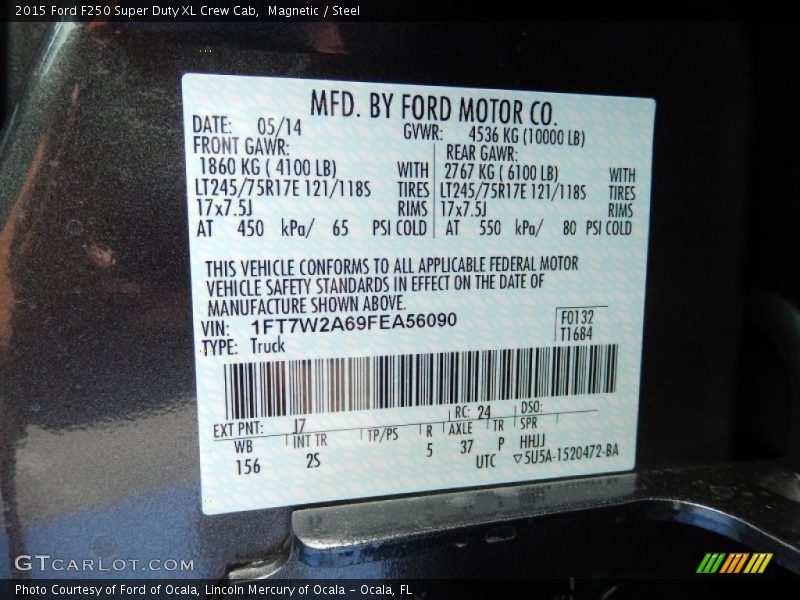 2015 Ford F250 Super Duty XL Crew Cab, Magnetic / Steel
MFD. BY FORD MOTOR CO.
DATE: 05/14 GVWR: 4536 KG (10000 LB)
FRONT GAWR: REAR GAWR:
1860 KG ( 4100 LB) WITH 2767 KG ( 6100 LB) WITH
LT245/75R17E 121/118S TIRES LT245/75R17E 121/118S TIRES
17x7.5J RIMS 17x7.5J RIMS
AT 450 kPa/ 65 PSI COLD AT 550 kPa/ 80 PSI COLD
THIS VEHICLE CONFORMS TO ALL APPLICABLE FEDERAL MOTOR
VEHICLE SAFETY STANDARDS IN EFFECT ON THE DATE OF
MANUFACTURE SHOWN ABOVE.
VIN: 1FT7W2A69FEA56090 F0132
TYPE: Truck T1684
EXT PNT: J7 RC: 24 DSO:
WB INT TR TP/PS R AXLE TR SPR
156 2S 5 37 P HHJJ
UTC ▽5U5A-1520472-BA
GTCARLOT.COM
Photo Courtesy of Ford of Ocala, Lincoln Mercury of Ocala - Ocala, FL